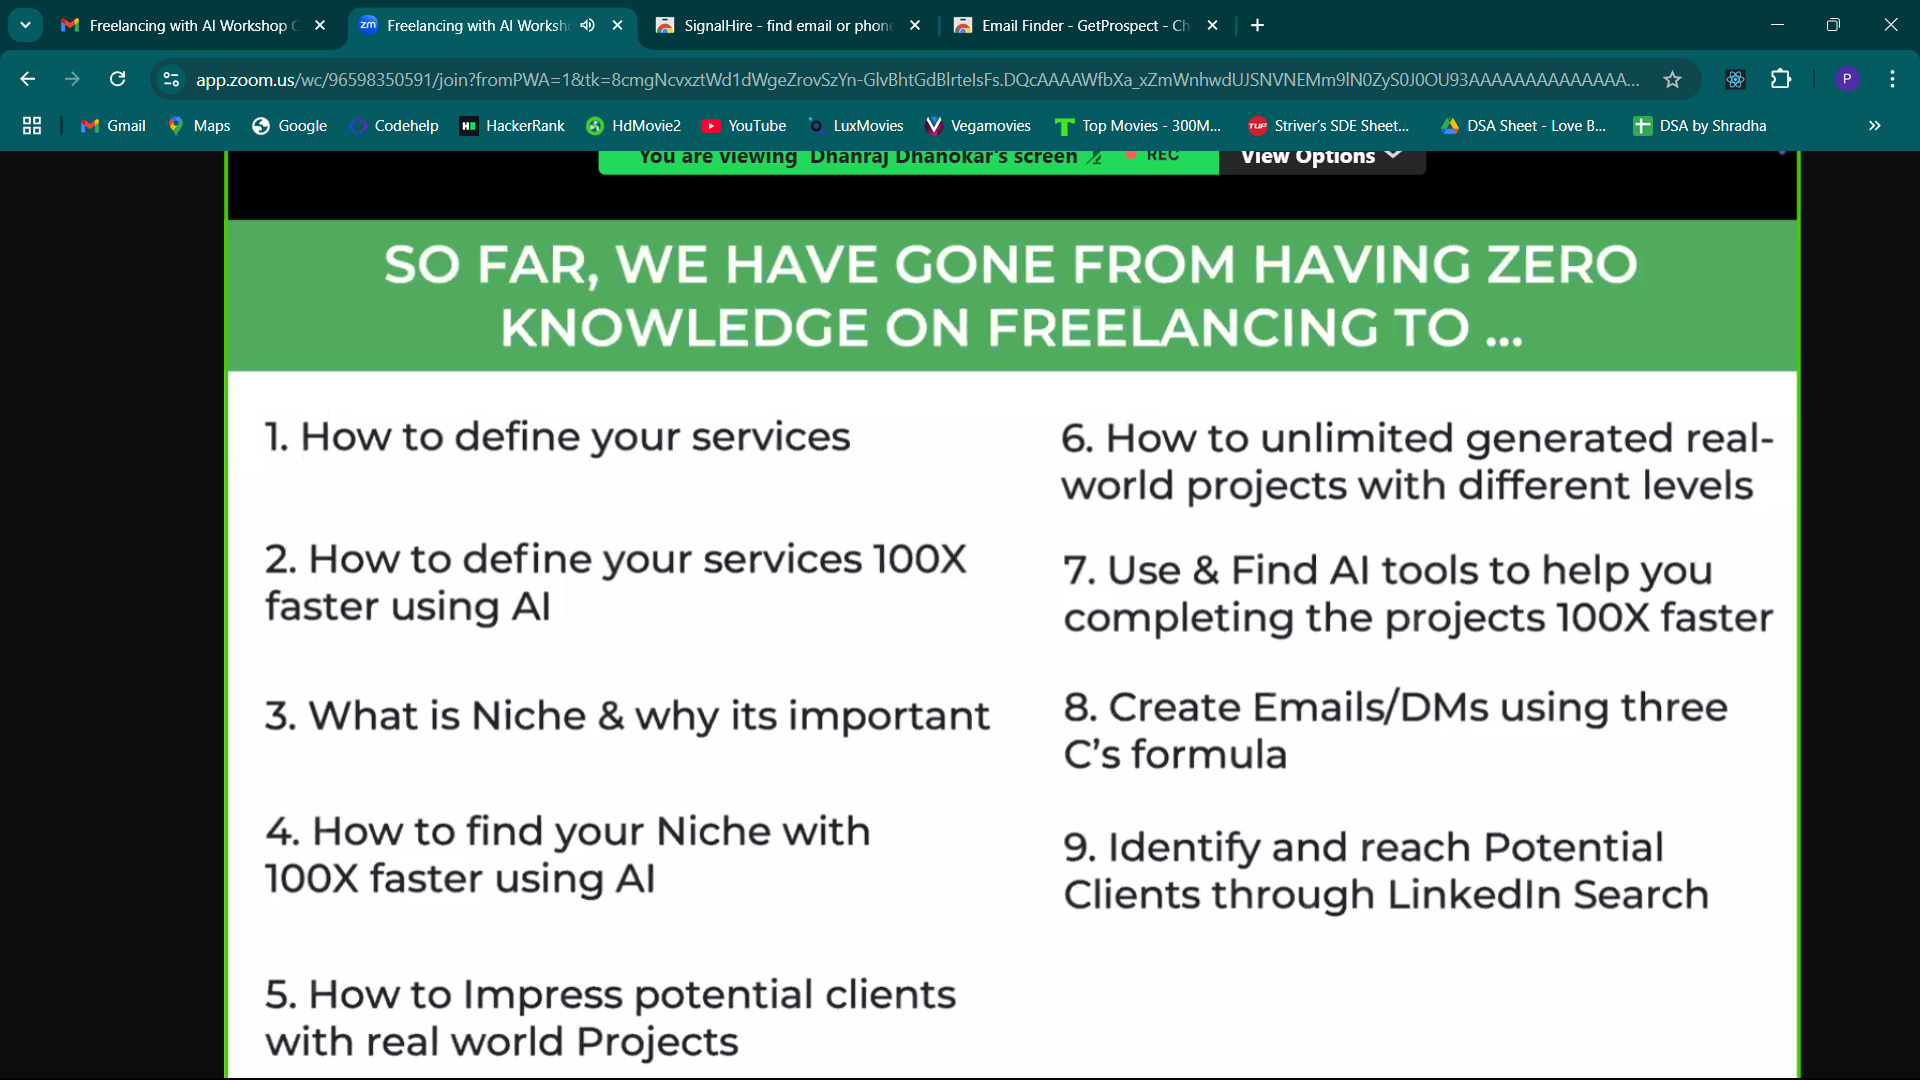 Freelancing with AI Workshop
Freelancing with AI Worksh
SignalHire - find email or phon
Email Finder - GetProspect - Ch
app.zoom.us/wc/96598350591/join?fromPWA=1&tk=8cmgNcvxztWd1dWgeZrovSzYn-GlvBhtGdBlrteIsFs.DQcAAAAWfbXa_xZmWnhwdUJSNVNEMm9lN0ZyS0J0OU93AAAAAAAAAAAAAA...
P
Gmail
Maps
Google
Codehelp
HackerRank
HdMovie2
YouTube
LuxMovies
Vegamovies
Top Movies - 300M...
Striver's SDE Sheet...
DSA Sheet - Love B...
DSA by Shradha
You are viewing Dhanraj Dhanokar's screen
REC
View Options
SO FAR, WE HAVE GONE FROM HAVING ZERO
KNOWLEDGE ON FREELANCING TO ...
1. How to define your services
2. How to define your services 100X
faster using AI
3. What is Niche & why its important
4. How to find your Niche with
100X faster using AI
5. How to Impress potential clients
with real world Projects
6. How to unlimited generated real-
world projects with different levels
7. Use & Find AI tools to help you
completing the projects 100X faster
8. Create Emails/DMs using three
C's formula
9. Identify and reach Potential
Clients through LinkedIn Search